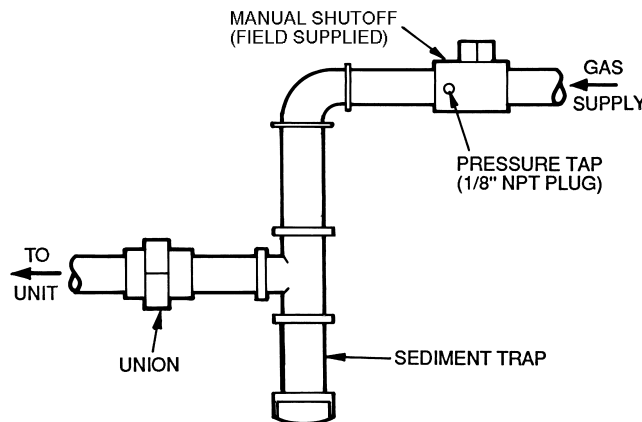 MANUAL SHUTOFF
(FIELD SUPPLIED)
GAS
SUPPLY
PRESSURE TAP
(1/8" NPT PLUG)
TO
UNIT
UNION
SEDIMENT TRAP